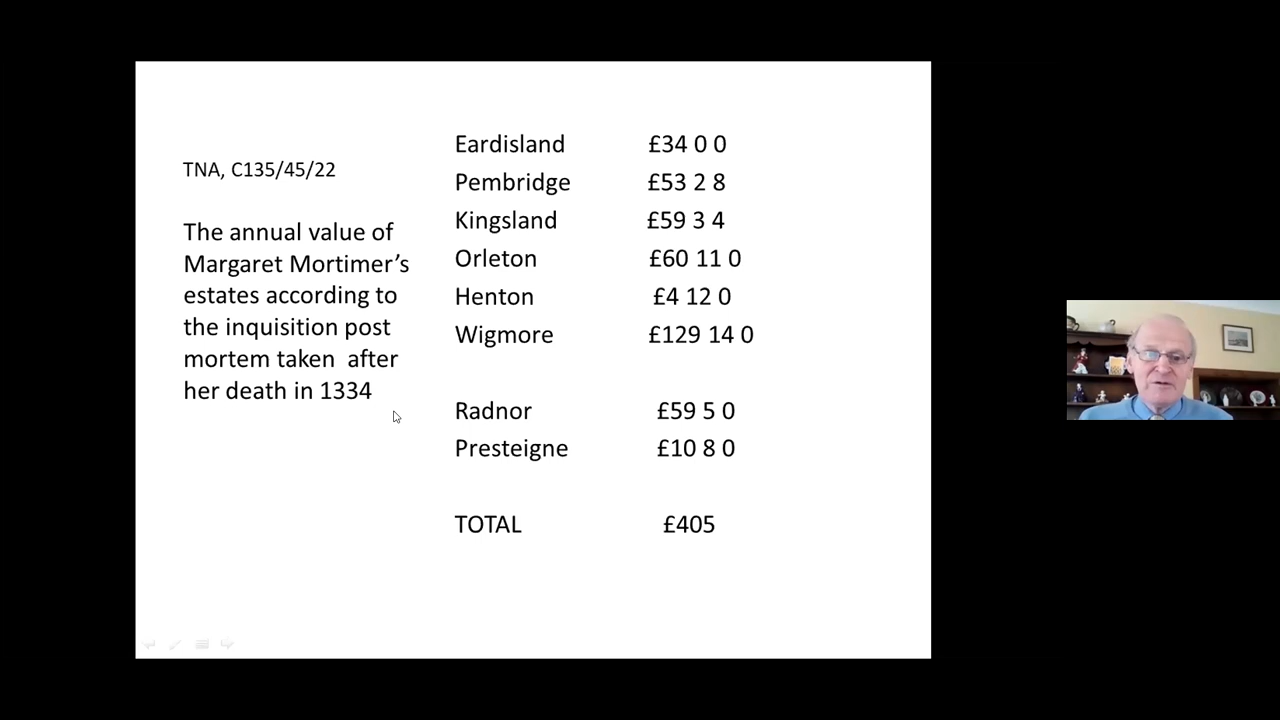 TNA, C135/45/22
The annual value of
Margaret Mortimer’s
estates according to
the inquisition post
mortem taken after
her death in 1334
Eardisland £34 0 0
Pembridge £53 2 8
Kingsland £59 3 4
Orleton £60 11 0
Henton £4 12 0
Wigmore £129 14 0
Radnor £59 5 0
Presteigne £10 8 0
TOTAL £405